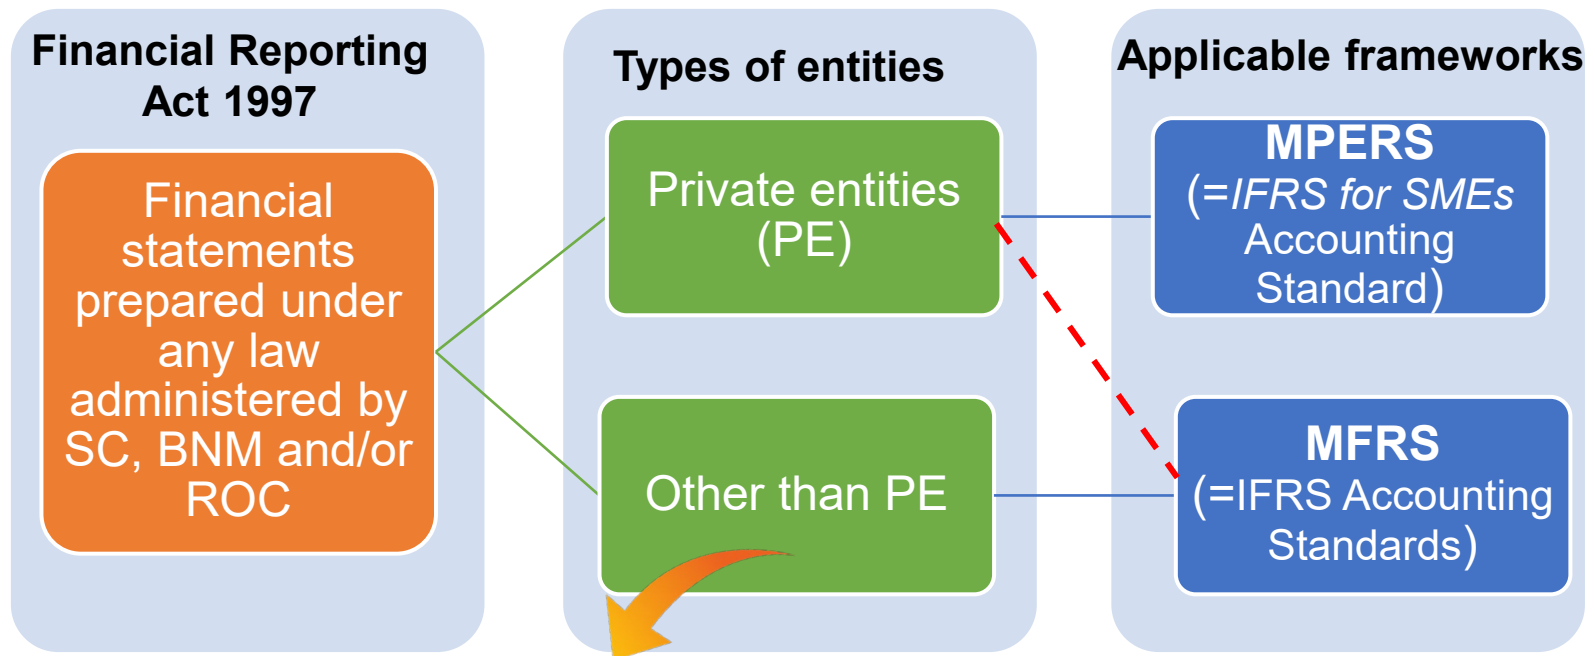 Financial Reporting
Act 1997
Financial
statements
prepared under
any law
administered by
SC, BNM and/or
ROC
Types of entities
Private entities
(PE)
Other than PE
Applicable frameworks
MPERS
(=IFRS for SMEs
Accounting
Standard)
MFRS
(=IFRS Accounting
Standards)